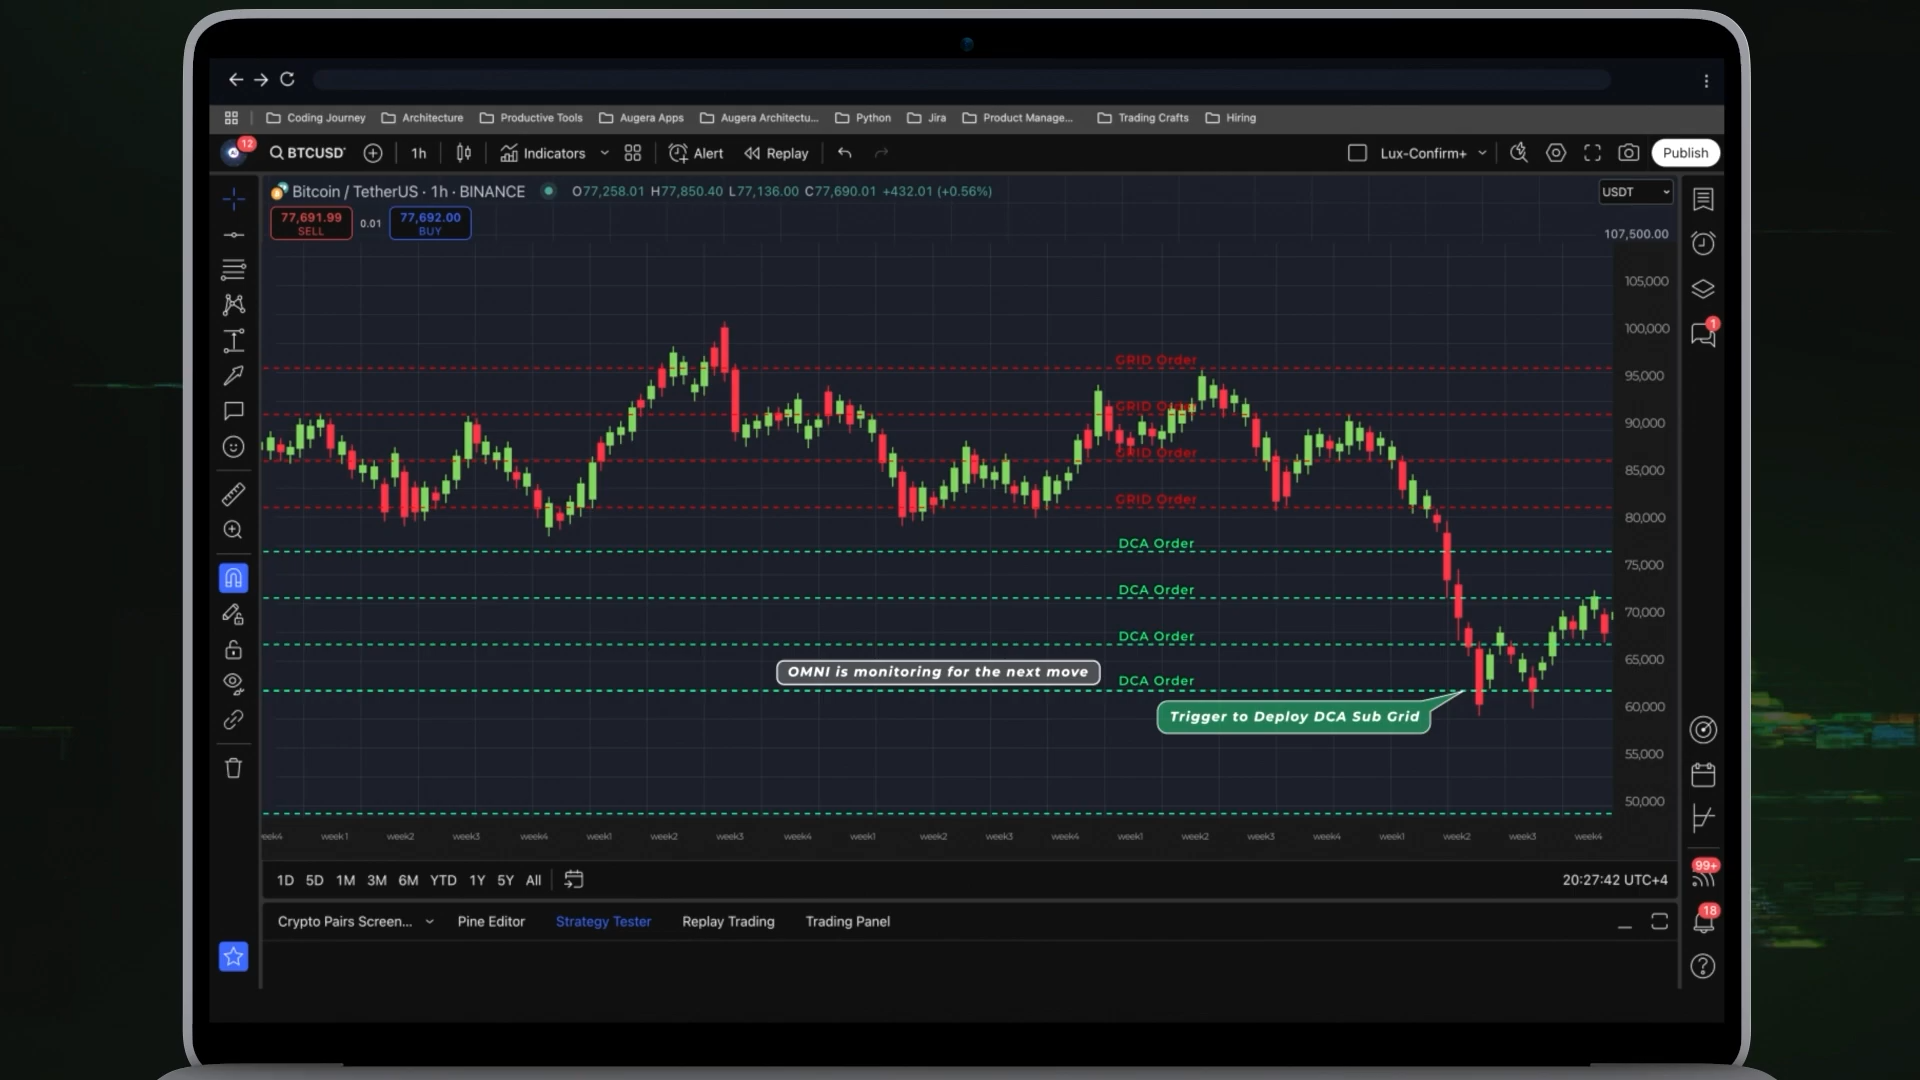 Coding Journey Architecture Productive Tools Augera Apps Augera Architectu... Python Jira Product Manage... Trading Crafts Hiring
12 BTCUSD 1h Indicators Alert Replay Lux-Confirm+ Publish
Bitcoin / TetherUS · 1h · BINANCE O77,258.01 H77,850.40 L77,136.00 C77,690.01 +432.01 (+0.56%) USDT
77,691.99 0.01 77,692.00
SELL BUY
107,500.00
105,000
100,000
1
GRID Order
95,000
GRID Order
90,000
GRID Order
85,000
GRID Order
80,000
DCA Order
75,000
DCA Order
70,000
DCA Order
65,000
OMNI is monitoring for the next move
DCA Order
60,000
Trigger to Deploy DCA Sub Grid
55,000
50,000
eek4 week1 week2 week3 week4 week1 week2 week3 week4 week1 week2 week3 week4 week1 week2 week3 week4 week1 week2 week3 week4
99+
1D 5D 1M 3M 6M YTD 1Y 5Y All 20:27:42 UTC+4
18
Crypto Pairs Screen... Pine Editor Strategy Tester Replay Trading Trading Panel